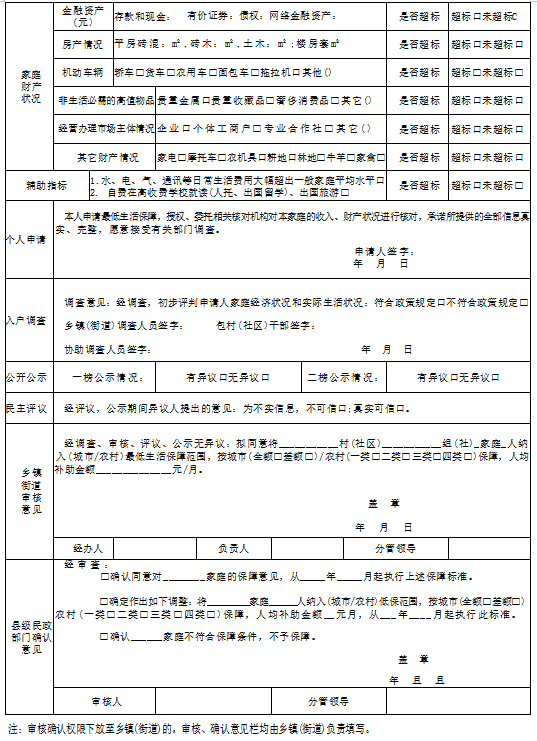 金融资产 存款和现金： 有价证券：债权：网络金融资产： 是否超标 超标口未超标C
(元)
房产情况 平房砖混：㎡，砖木：㎡，土木：㎡；楼房套㎡ 是否超标 超标口未超标口
家庭
财产
状况
机动车辆 轿车□货车□农用车□面包车□拖拉机口其他() 是否超标 超标□未超标□
非生活必需的高值物品 贵重金属口贵重收藏品□奢侈消费品□其它() 是否超标 超标口未超标口
经营办理市场主体情况 企业口个体工商户口专业合作社口其它() 是否超标 超标口未超标口
其它财产情况 家电□摩托车□农机具口耕地口林地□牛羊□家禽□ 是否超标 超标口未超标口
辅助指标 1.水、电、气、通讯等日常生活费用大幅超出一般家庭平均水平口 是否超标 超标口未超标口
2. 自费在高收费学校就读(入托、出国留学)、出国旅游□
个人申请
本人申请最低生活保障，授权、委托相关核对机构对本家庭的收入、财产状况进行核对，承诺所提供的全部信息真
实、完整，愿意接受有关部门调查。
申请人签字：
年 月 日
入户调查
调查意见：经调查，初步评判申请人家庭经济状况和实际生活状况：符合政策规定口不符合政策规定□
乡镇(街道)调查人员签字： 包村(社区)干部签字：
协助调查人员签字： 年 月 日
公开公示 一榜公示情况： 有异议口无异议口 二榜公示情况： 有异议口无异议口
民主评议 经评议，公示期间异议人提出的意见：为不实信息，不可信口；真实可信口。
乡镇
街道
审核
意见
经调查、审核、评议、公示无异议：拟同意将____________村(社区)____________组(社)_家庭_人纳
入(城市/农村)最低生活保障范围，按城市(全额□差额□)/农村(一类□二类□三类□四类□)保障，人均
补助金额_______________元/月。
盖 章
年 月 日
经办人 负责人 分管领导
县级民政
部门确认
意见
经审查：
□确认同意对________家庭的保障意见，从_____年_____月起执行上述保障标准。
□确定作出如下调整：将________家庭_____人纳入(城市/农村)低保范围，按城市(全额□差额□)
农村(一类□二类□三类□四类□)保障，人均补助金额__元月，从___年____月起执行此标准。
□确认______家庭不符合保障条件，不予保障。
盖 章
年 且 且
审核人 分管领导
注：审核确认权限下放至乡镇(街道)的，审核、确认意见栏均由乡镇(街道)负责填写。